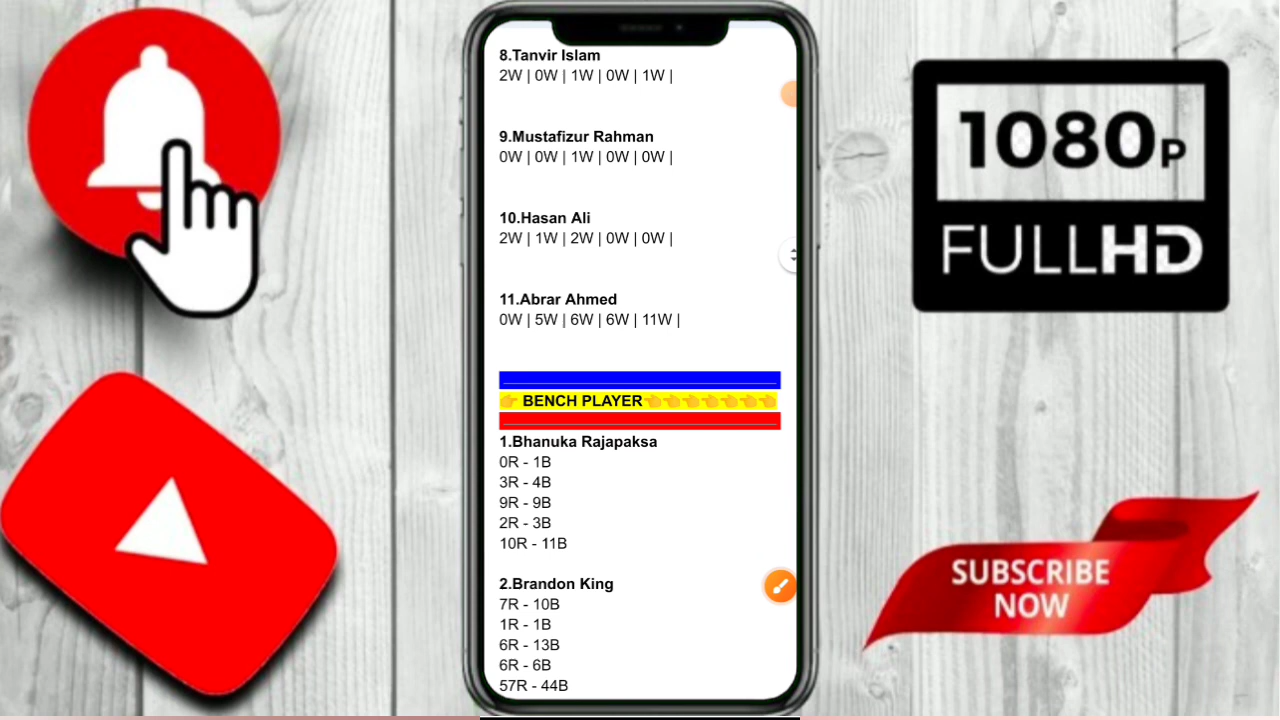 8.Tanvir Islam
2W | 0W | 1W | 0W | 1W |
9.Mustafizur Rahman
0W | 0W | 1W | 0W | 0W |
10.Hasan Ali
2W | 1W | 2W | 0W | 0W |
11.Abrar Ahmed
0W | 5W | 6W | 6W | 11W |
👉 BENCH PLAYER👈👈👈👈👈👈👈
1.Bhanuka Rajapaksa
0R - 1B
3R - 4B
9R - 9B
2R - 3B
10R - 11B
2.Brandon King
7R - 10B
1R - 1B
6R - 13B
6R - 6B
57R - 44B
1080P
FULLHD
SUBSCRIBE
NOW